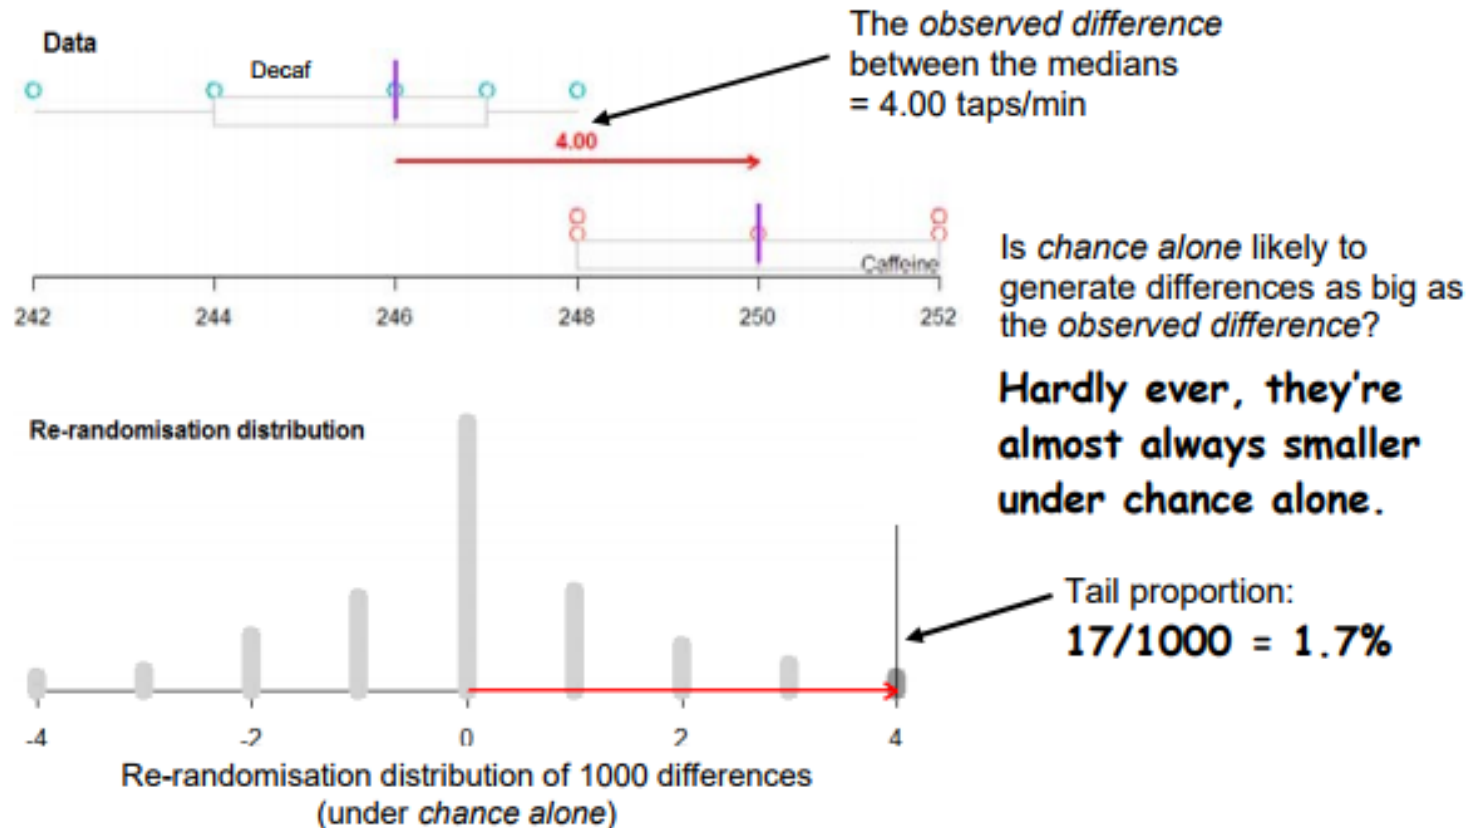 Data
Decaf
The observed difference
between the medians
= 4.00 taps/min
4.00
Caffeine
242 244 246 248 250 252
Is chance alone likely to
generate differences as big as
the observed difference?
Hardly ever, they're
almost always smaller
under chance alone.
Re-randomisation distribution
Tail proportion:
17/1000 = 1.7%
-4 -2 0 2 4
Re-randomisation distribution of 1000 differences
(under chance alone)